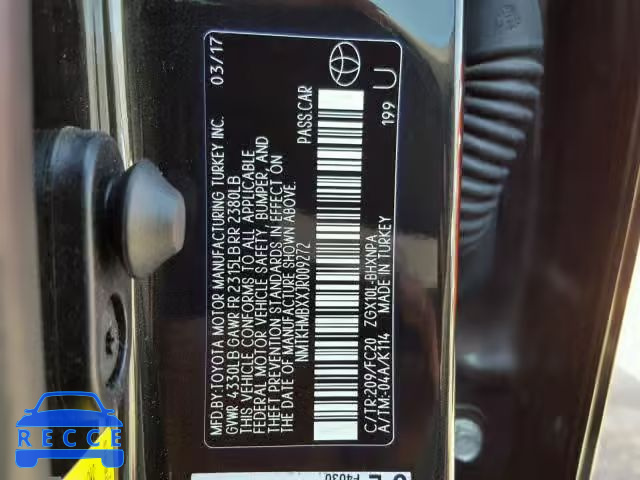 MFD.BY:TOYOTA MOTOR MANUFACTURING TURKEY INC. 03/17
GVWR 4330LB GAWR FR 2315LB RR 2380LB
THIS VEHICLE CONFORMS TO ALL APPLICABLE
FEDERAL MOTOR VEHICLE SAFETY, BUMPER, AND
THEFT PREVENTION STANDARDS IN EFFECT ON
THE DATE OF MANUFACTURE SHOWN ABOVE.
NMTKHMBXXJR009272 PASS.CAR
C/TR:209/FC20 ZGX10L-BHXNPA
A/TM:-04A/K114 MADE IN TURKEY
199 U
F4030
RECCE